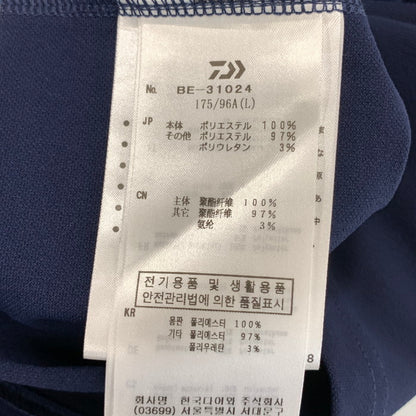 No. BE-31024
175/96A(L)
JP
本体 ポリエステル 100%
その他 ポリエステル 97%
ポリウレタン 3%
CN
主体 聚酯纤维 100%
其它 聚酯纤维 97%
氨纶 3%
전기용품 및 생활용품
안전관리법에 의한 품질표시
KR
몸판 폴리에스터 100%
기타 폴리에스터 97%
폴리우레탄 3%
회사명 한국다이와 주식회사
(03699) 서울특별시 서대문구
8